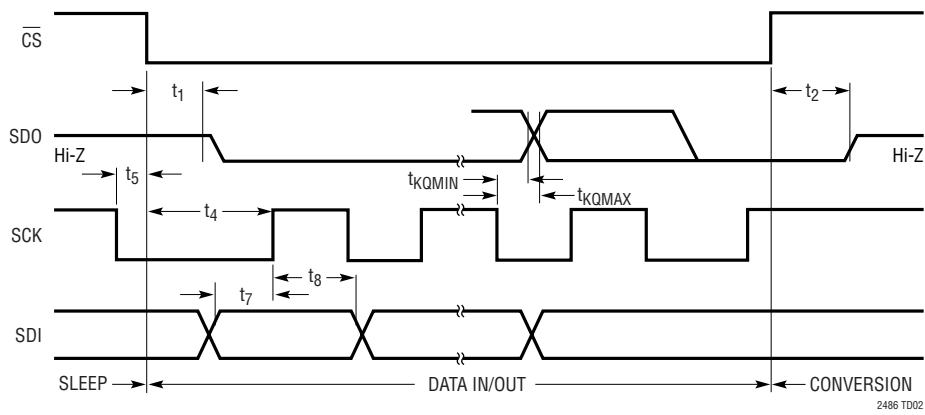 CS
t1
t2
SDO
Hi-Z
Hi-Z
t5
tKQMIN
tKQMAX
t4
SCK
t8
t7
SDI
SLEEP
DATA IN/OUT
CONVERSION
2486 TD02